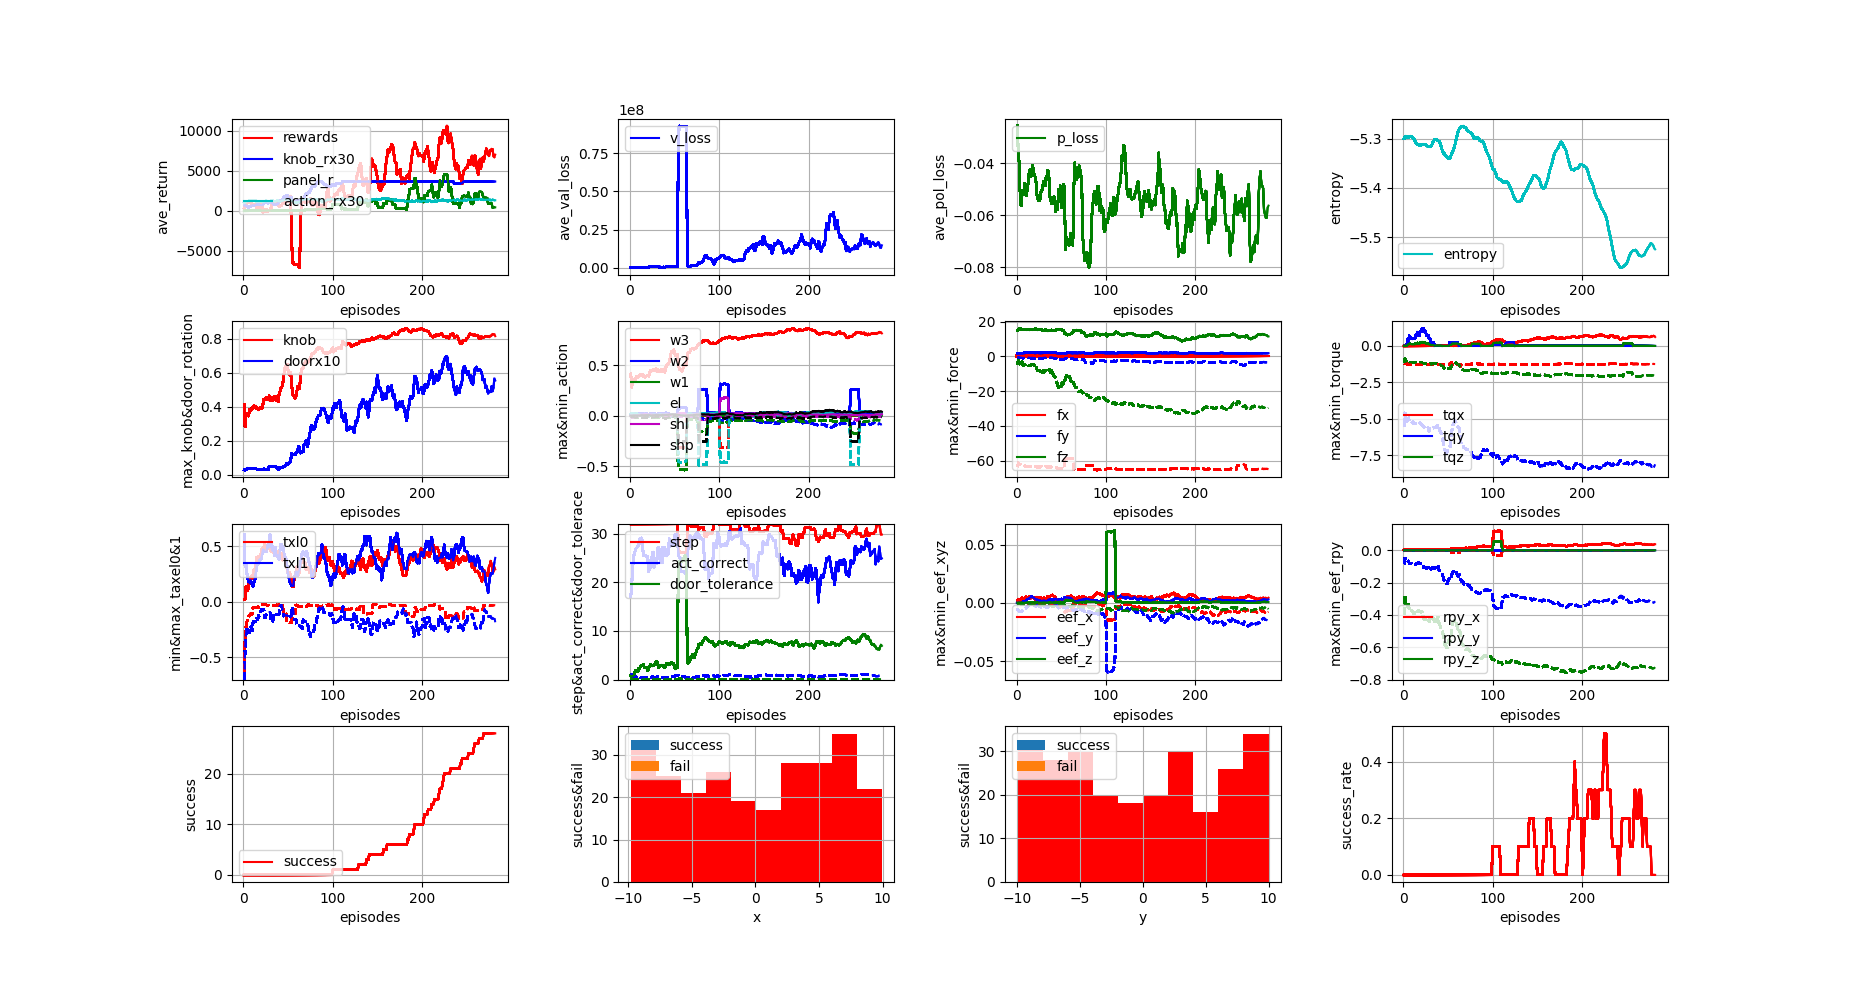 10000
5000
0
−5000
ave_return
rewards
knob_rx30
panel_r
action_rx30
0
100
200
episodes
1e8
0.75
0.50
0.25
0.00
ave_val_loss
v_loss
0
100
200
episodes
−0.04
−0.06
−0.08
ave_pol_loss
p_loss
0
100
200
episodes
−5.3
−5.4
−5.5
entropy
entropy
0
100
200
episodes
0.8
0.6
0.4
0.2
0.0
max_knob&door_rotation
knob
doorx10
0
100
200
episodes
0.5
0.0
−0.5
max&min_action
w3
w2
w1
el
shl
shp
0
100
200
episodes
20
0
−20
−40
−60
max&min_force
fx
fy
fz
0
100
200
episodes
0.0
−2.5
−5.0
−7.5
max&min_torque
tqx
tqy
tqz
0
100
200
episodes
0.5
0.0
−0.5
min&max_taxel0&1
txl0
txl1
0
100
200
episodes
30
20
10
0
step&act_correct&door_tolerace
step
act_correct
door_tolerance
0
100
200
episodes
0.05
0.00
−0.05
max&min_eef_xyz
eef_x
eef_y
eef_z
0
100
200
episodes
0.0
−0.2
−0.4
−0.6
−0.8
max&min_eef_rpy
rpy_x
rpy_y
rpy_z
0
100
200
episodes
20
10
0
success
success
0
100
200
episodes
30
20
10
0
success&fail
success
fail
−10
−5
0
5
10
x
30
20
10
0
success&fail
success
fail
−10
−5
0
5
10
y
0.4
0.2
0.0
success_rate
0
100
200
episodes